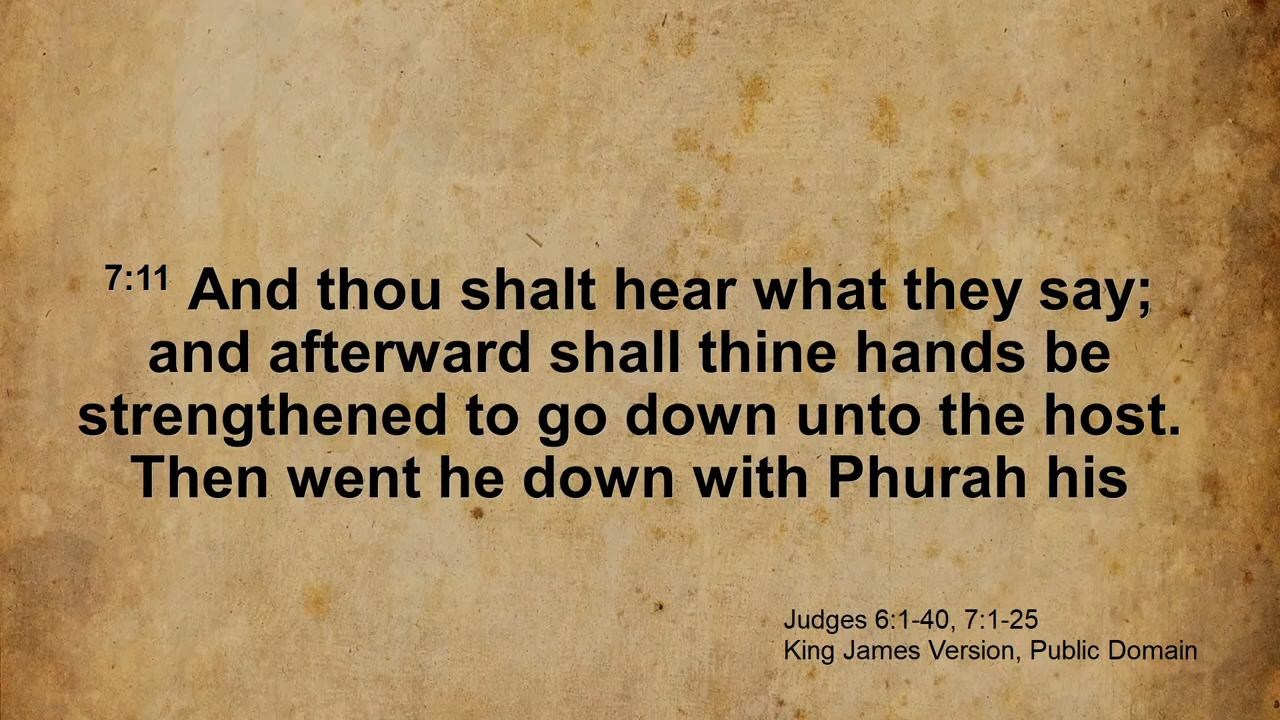 7:11 And thou shalt hear what they say;
and afterward shall thine hands be
strengthened to go down unto the host.
Then went he down with Phurah his
Judges 6:1-40, 7:1-25
King James Version, Public Domain